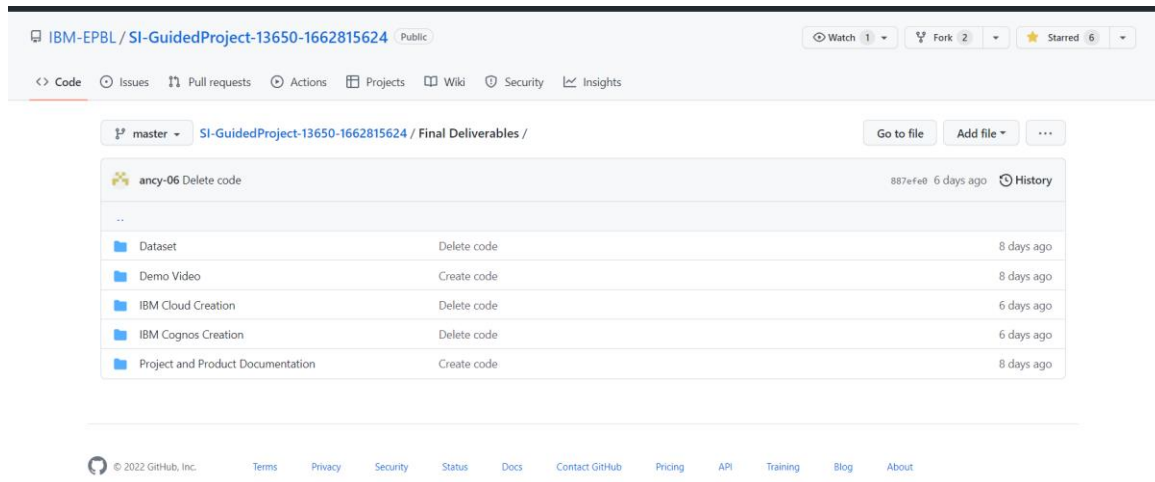 IBM-EPBL / SI-GuidedProject-13650-1662815624 Public Watch 1 Fork 2 Starred 6
<> Code Issues Pull requests Actions Projects Wiki Security Insights
master SI-GuidedProject-13650-1662815624 / Final Deliverables / Go to file Add file ...
ancy-06 Delete code 887efe0 6 days ago History
..
Dataset Delete code 8 days ago
Demo Video Create code 8 days ago
IBM Cloud Creation Delete code 6 days ago
IBM Cognos Creation Delete code 6 days ago
Project and Product Documentation Create code 8 days ago
© 2022 GitHub, Inc. Terms Privacy Security Status Docs Contact GitHub Pricing API Training Blog About